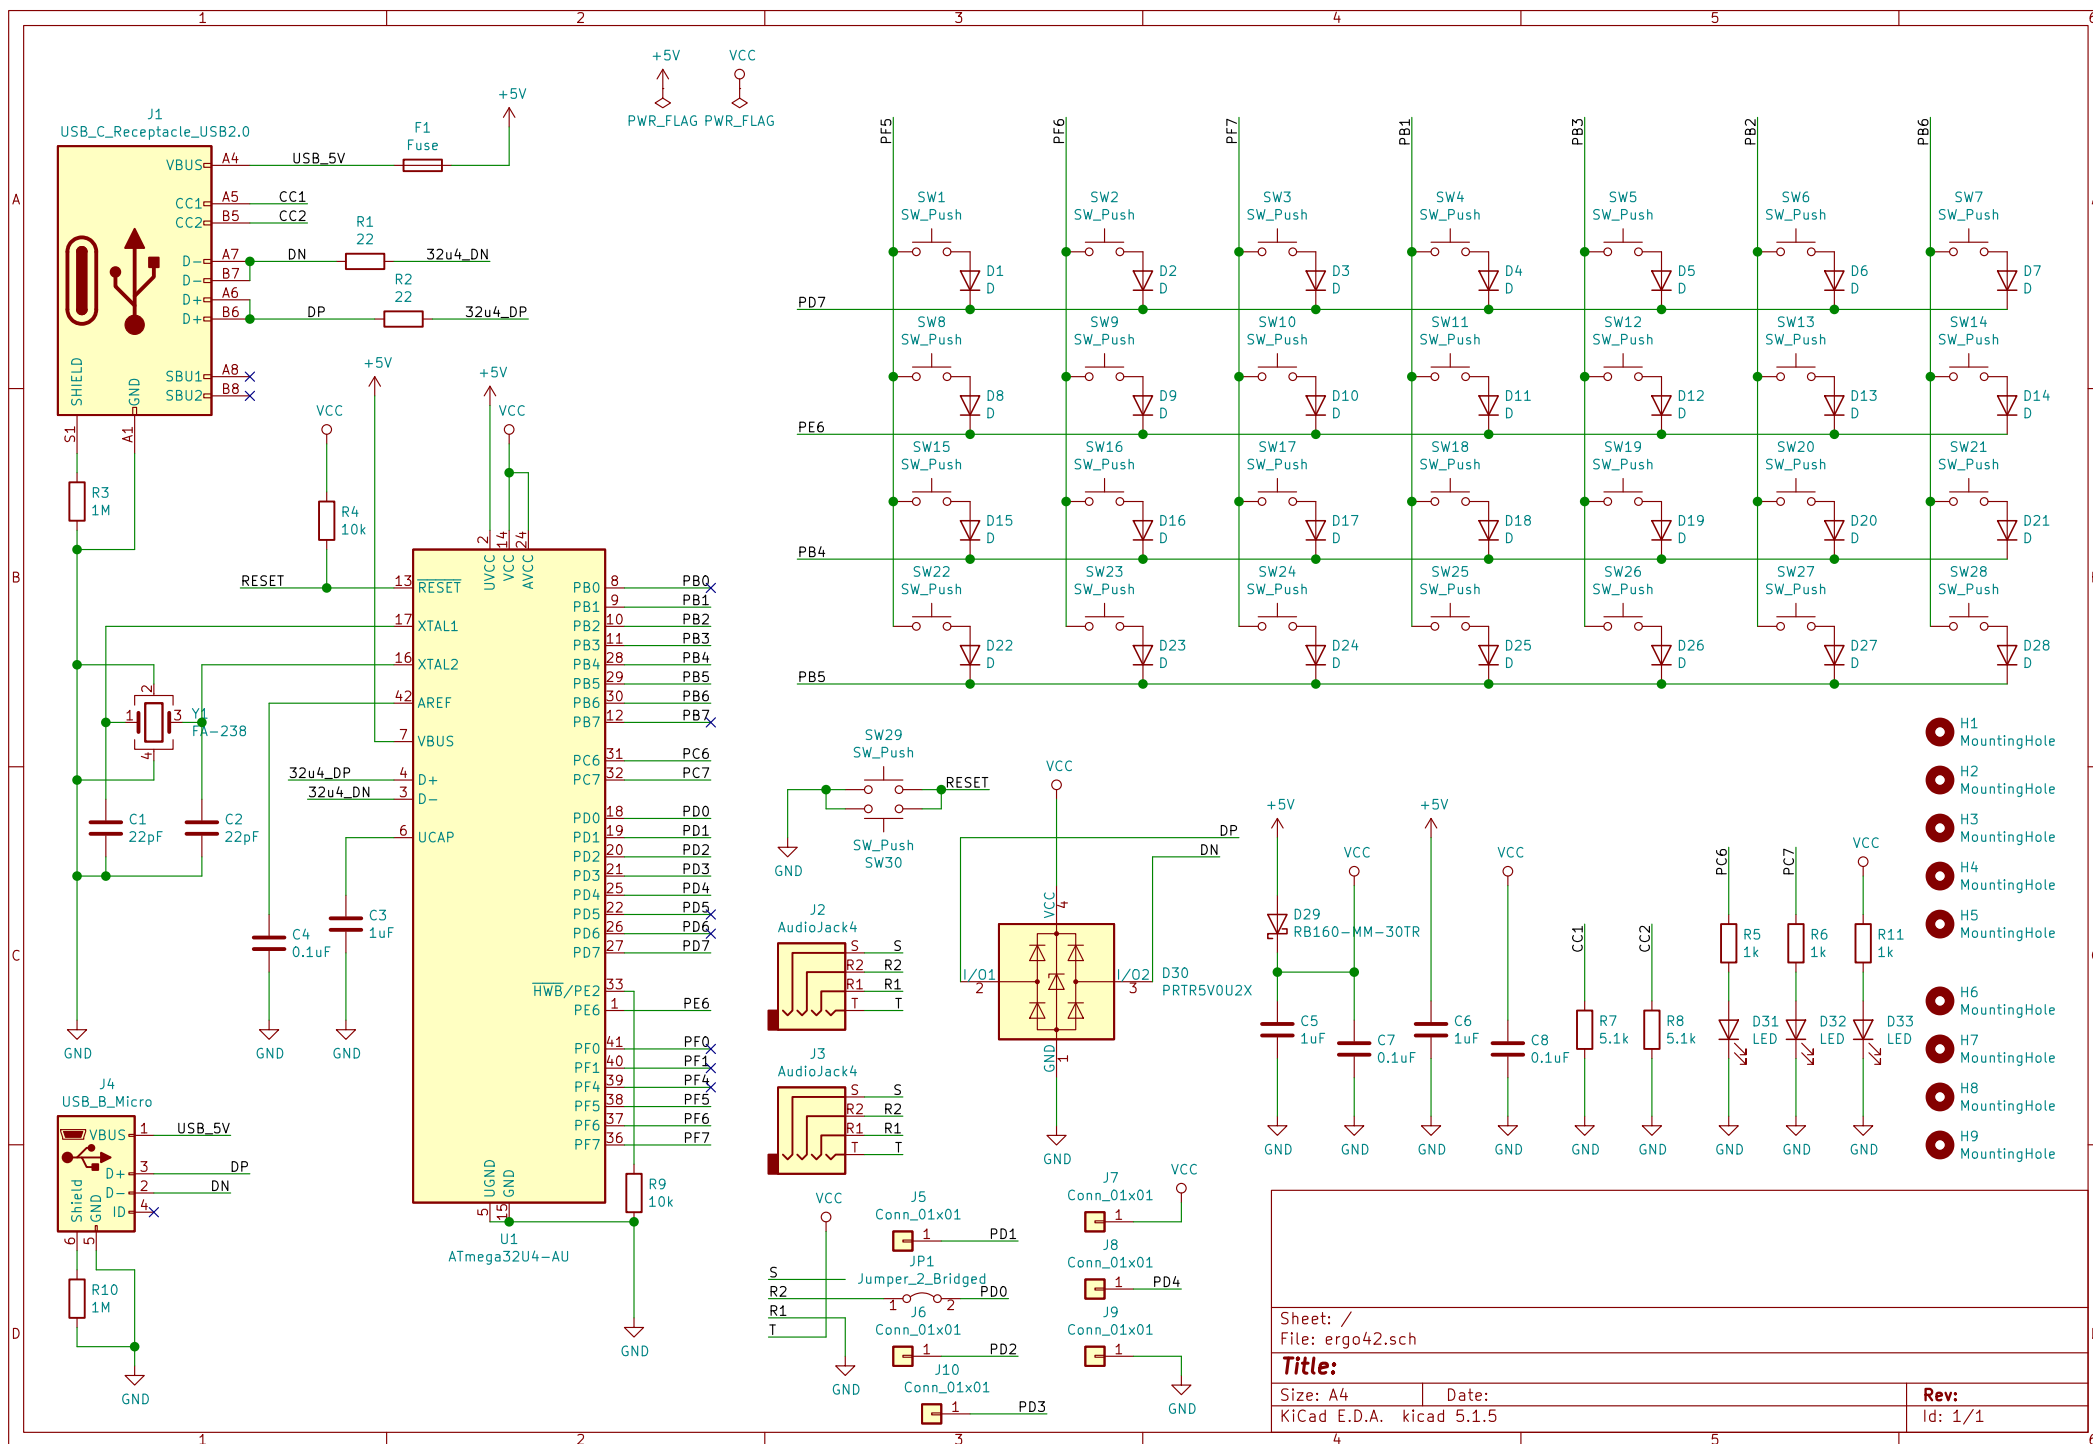 1 2 3 4 5 6
A
B
C
D
J1
USB_C_Receptacle_USB2.0
VBUS A4 USB_5V
F1
Fuse
+5V
CC1 A5 CC1
CC2 B5 CC2
D- A7 DN
D- B7
D+ A6
D+ B6 DP
SBU1 A8
SBU2 B8
SHIELD
GND
S1
A1
R1
22
32u4_DN
R2
22
32u4_DP
+5V
PWR_FLAG
VCC
PWR_FLAG
R3
1M
VCC
R4
10k
RESET
+5V
+5V
VCC
2 14 24
UVCC VCC AVCC
13 RESET
17 XTAL1
16 XTAL2
42 AREF
7 VBUS
32u4_DP 4 D+
32u4_DN 3 D-
6 UCAP
PB0 8 PB0
PB1 9 PB1
PB2 10 PB2
PB3 11 PB3
PB4 28 PB4
PB5 29 PB5
PB6 30 PB6
PB7 12 PB7
PC6 31 PC6
PC7 32 PC7
PD0 18 PD0
PD1 19 PD1
PD2 20 PD2
PD3 21 PD3
PD4 25 PD4
PD5 22 PD5
PD6 26 PD6
PD7 27 PD7
HWB/PE2 33
PE6 1 PE6
PF0 41 PF0
PF1 40 PF1
PF4 39 PF4
PF5 38 PF5
PF6 37 PF6
PF7 36 PF7
UGND GND
5 15
U1
ATmega32U4-AU
R9
10k
GND
1 2 3 4
Y1
FA-238
C1
22pF
C2
22pF
C3
1uF
C4
0.1uF
GND
GND
GND
J4
USB_B_Micro
VBUS 1 USB_5V
D+ 3 DP
D- 2 DN
ID 4
Shield
GND
6 5
R10
1M
GND
PF5 PF6 PF7 PB1 PB3 PB2 PB6
SW1 SW2 SW3 SW4 SW5 SW6 SW7
SW_Push SW_Push SW_Push SW_Push SW_Push SW_Push SW_Push
D1 D2 D3 D4 D5 D6 D7
D D D D D D D
PD7
SW8 SW9 SW10 SW11 SW12 SW13 SW14
SW_Push SW_Push SW_Push SW_Push SW_Push SW_Push SW_Push
D8 D9 D10 D11 D12 D13 D14
D D D D D D D
PE6
SW15 SW16 SW17 SW18 SW19 SW20 SW21
SW_Push SW_Push SW_Push SW_Push SW_Push SW_Push SW_Push
D15 D16 D17 D18 D19 D20 D21
D D D D D D D
PB4
SW22 SW23 SW24 SW25 SW26 SW27 SW28
SW_Push SW_Push SW_Push SW_Push SW_Push SW_Push SW_Push
D22 D23 D24 D25 D26 D27 D28
D D D D D D D
PB5
SW29
SW_Push
RESET
SW_Push
SW30
GND
J2
AudioJack4
S S
R2 R2
R1 R1
T T
J3
AudioJack4
S S
R2 R2
R1 R1
T T
VCC
DP
DN
VCC
4
I/O1
2
I/O2
3
D30
PRTR5V0U2X
GND
1
GND
+5V
D29
RB160-MM-30TR
VCC
C5
1uF
C7
0.1uF
GND
GND
+5V
C6
1uF
GND
VCC
C8
0.1uF
GND
CC1
R7
5.1k
GND
CC2
R8
5.1k
GND
PC6
R5
1k
D31
LED
GND
PC7
R6
1k
D32
LED
GND
VCC
R11
1k
D33
LED
GND
H1
MountingHole
H2
MountingHole
H3
MountingHole
H4
MountingHole
H5
MountingHole
H6
MountingHole
H7
MountingHole
H8
MountingHole
H9
MountingHole
VCC
S
R2
R1
T
GND
J5
Conn_01x01
1 PD1
JP1
Jumper_2_Bridged
1 2 PD0
J6
Conn_01x01
1 PD2
J10
Conn_01x01
1 PD3
J7
Conn_01x01
1
VCC
J8
Conn_01x01
1 PD4
J9
Conn_01x01
1
GND
Sheet: /
File: ergo42.sch
Title:
Size: A4 Date: Rev:
KiCad E.D.A. kicad 5.1.5 Id: 1/1
1 2 3 4 5 6